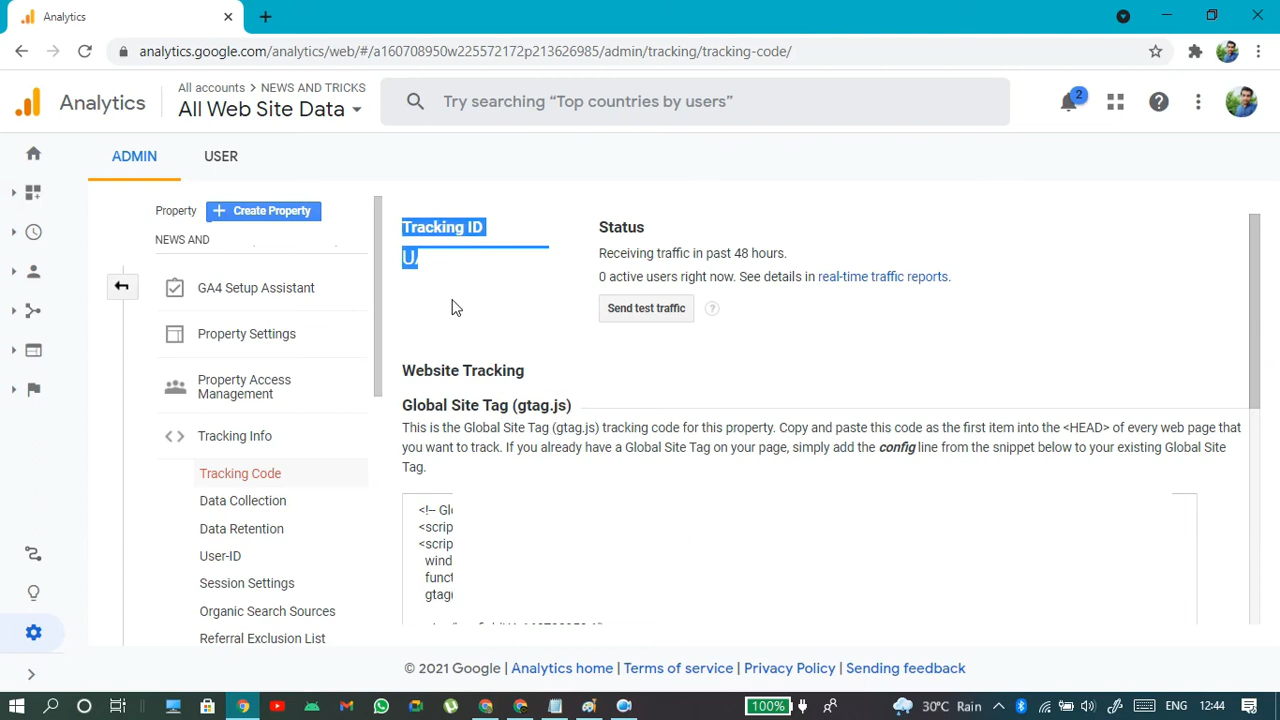 Analytics
analytics.google.com/analytics/web/#/a160708950w225572172p213626985/admin/tracking/tracking-code/
Analytics
All accounts > NEWS AND TRICKS
All Web Site Data
Try searching “Top countries by users”
2
ADMIN
USER
Property
+ Create Property
NEWS AND
GA4 Setup Assistant
Property Settings
Property Access
Management
Tracking Info
Tracking Code
Data Collection
Data Retention
User-ID
Session Settings
Organic Search Sources
Referral Exclusion List
Tracking ID
Status
Receiving traffic in past 48 hours.
0 active users right now. See details in real-time traffic reports.
Send test traffic
?
Website Tracking
Global Site Tag (gtag.js)
This is the Global Site Tag (gtag.js) tracking code for this property. Copy and paste this code as the first item into the <HEAD> of every web page that
you want to track. If you already have a Global Site Tag on your page, simply add the config line from the snippet below to your existing Global Site
Tag.
<!-- Gl
<scrip
<scrip
wind
funct
gtag(
© 2021 Google | Analytics home | Terms of service | Privacy Policy | Sending feedback
100%
30°C Rain
ENG
12:44